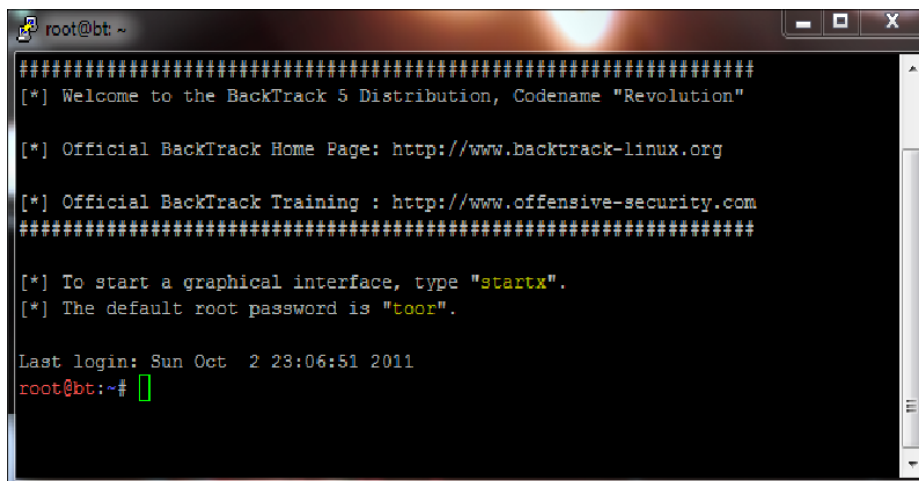 root@bt: ~
####################################################################
[*] Welcome to the BackTrack 5 Distribution, Codename "Revolution"
[*] Official BackTrack Home Page: http://www.backtrack-linux.org
[*] Official BackTrack Training : http://www.offensive-security.com
####################################################################
[*] To start a graphical interface, type "startx".
[*] The default root password is "toor".
Last login: Sun Oct  2 23:06:51 2011
root@bt:~#